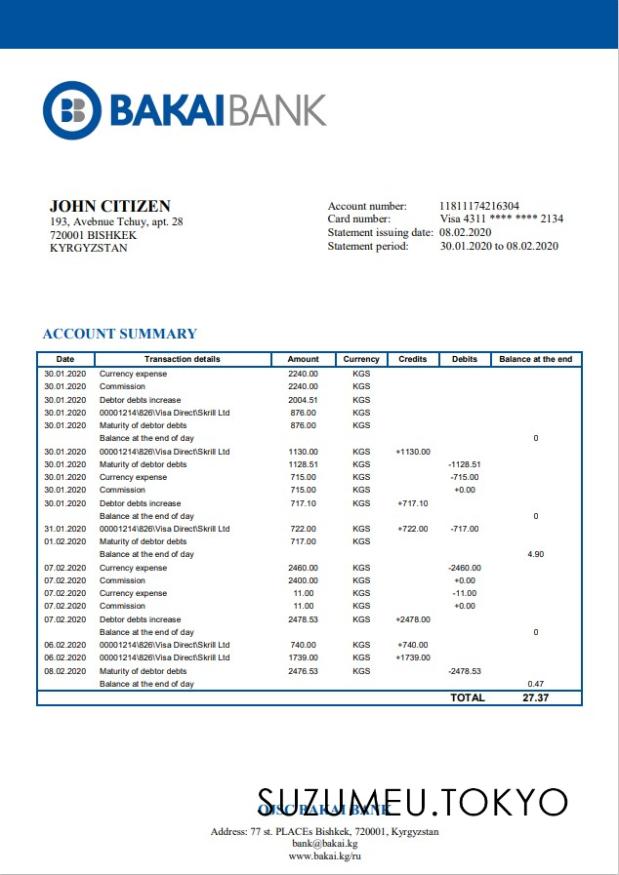 BAKAIBANK
JOHN CITIZEN
193, Avebnue Tchuy, apt. 28
720001 BISHKEK
KYRGYZSTAN
Account number: 11811174216304
Card number: Visa 4311 **** **** 2134
Statement issuing date: 08.02.2020
Statement period: 30.01.2020 to 08.02.2020
ACCOUNT SUMMARY
Date Transaction details Amount Currency Credits Debits Balance at the end
30.01.2020 Currency expense 2240.00 KGS
30.01.2020 Commission 2240.00 KGS
30.01.2020 Debtor debts increase 2004.51 KGS
30.01.2020 00001214\826\Visa Direct\Skrill Ltd 876.00 KGS
30.01.2020 Maturity of debtor debts 876.00 KGS
Balance at the end of day 0
30.01.2020 00001214\826\Visa Direct\Skrill Ltd 1130.00 KGS +1130.00
30.01.2020 Maturity of debtor debts 1128.51 KGS -1128.51
30.01.2020 Currency expense 715.00 KGS -715.00
30.01.2020 Commission 715.00 KGS +0.00
30.01.2020 Debtor debts increase 717.10 KGS +717.10
Balance at the end of day 0
31.01.2020 00001214\826\Visa Direct\Skrill Ltd 722.00 KGS +722.00 -717.00
01.02.2020 Maturity of debtor debts 717.00 KGS
Balance at the end of day 4.90
07.02.2020 Currency expense 2460.00 KGS -2460.00
07.02.2020 Commission 2400.00 KGS +0.00
07.02.2020 Currency expense 11.00 KGS -11.00
07.02.2020 Commission 11.00 KGS +0.00
07.02.2020 Debtor debts increase 2478.53 KGS +2478.00
Balance at the end of day 0
06.02.2020 00001214\826\Visa Direct\Skrill Ltd 740.00 KGS +740.00
06.02.2020 00001214\826\Visa Direct\Skrill Ltd 1739.00 KGS +1739.00
08.02.2020 Maturity of debtor debts 2476.53 KGS -2478.53
Balance at the end of day 0.47
TOTAL 27.37
SUZUMEU.TOKYO
OJSC BAKAI BANK
Address: 77 st. PLACEs Bishkek, 720001, Kyrgyzstan
bank@bakai.kg
www.bakai.kg/ru